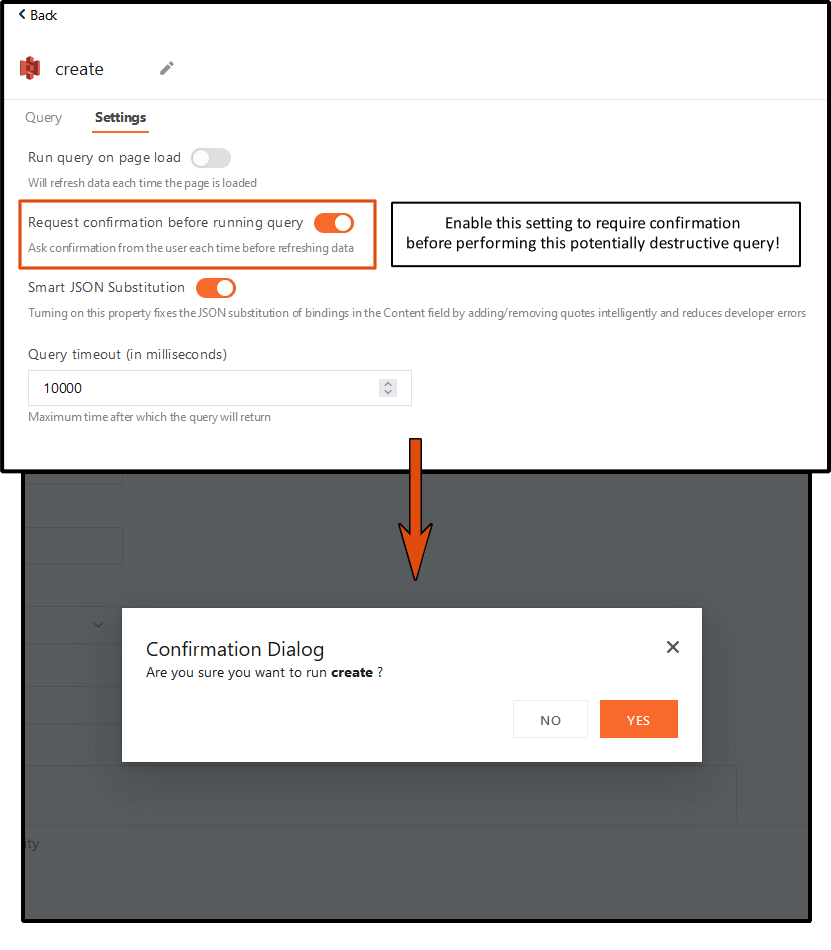 Back
create
Query Settings
Run query on page load
Will refresh data each time the page is loaded
Request confirmation before running query
Ask confirmation from the user each time before refreshing data
Enable this setting to require confirmation
before performing this potentially destructive query!
Smart JSON Substitution
Turning on this property fixes the JSON substitution of bindings in the Content field by adding/removing quotes intelligently and reduces developer errors
Query timeout (in milliseconds)
10000
Maximum time after which the query will return
Confirmation Dialog
Are you sure you want to run create ?
NO YES
ity